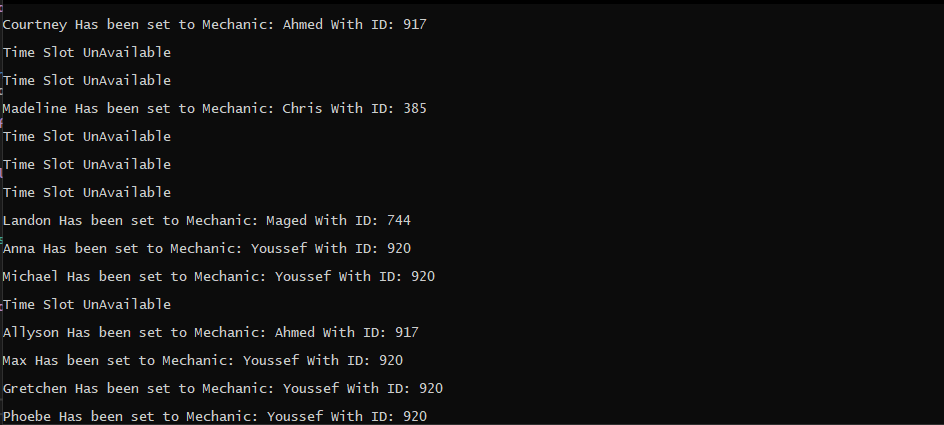 Courtney Has been set to Mechanic: Ahmed With ID: 917
Time Slot UnAvailable
Time Slot UnAvailable
Madeline Has been set to Mechanic: Chris With ID: 385
Time Slot UnAvailable
Time Slot UnAvailable
Time Slot UnAvailable
Landon Has been set to Mechanic: Maged With ID: 744
Anna Has been set to Mechanic: Youssef With ID: 920
Michael Has been set to Mechanic: Youssef With ID: 920
Time Slot UnAvailable
Allyson Has been set to Mechanic: Ahmed With ID: 917
Max Has been set to Mechanic: Youssef With ID: 920
Gretchen Has been set to Mechanic: Youssef With ID: 920
Phoebe Has been set to Mechanic: Youssef With ID: 920